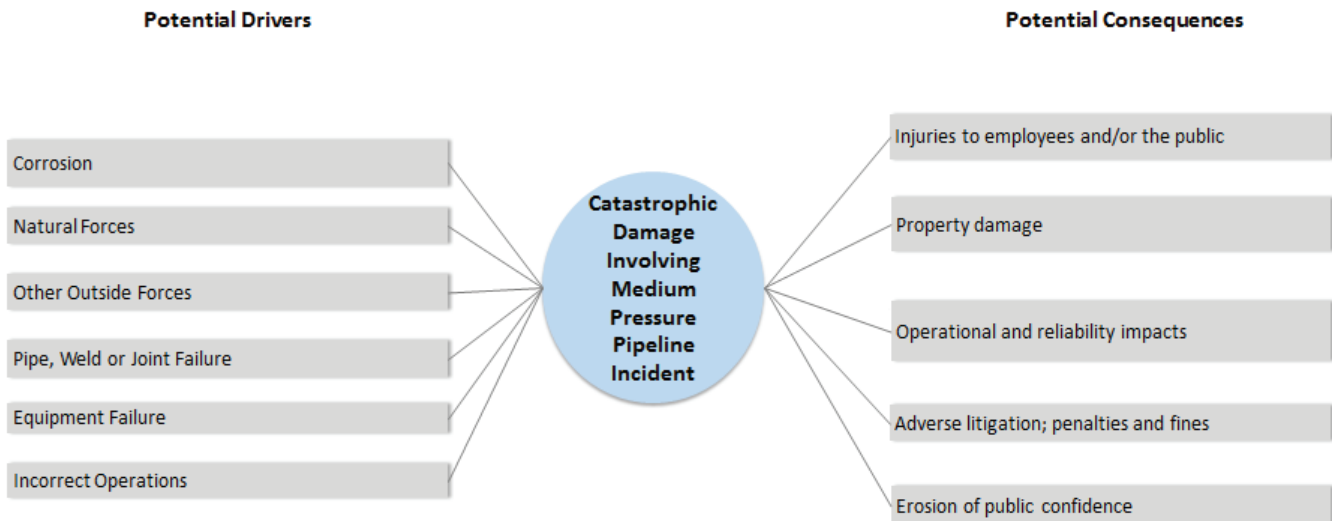 Potential Drivers
Potential Consequences
Corrosion
Natural Forces
Other Outside Forces
Pipe, Weld or Joint Failure
Equipment Failure
Incorrect Operations
Catastrophic
Damage
Involving
Medium
Pressure
Pipeline
Incident
Injuries to employees and/or the public
Property damage
Operational and reliability impacts
Adverse litigation; penalties and fines
Erosion of public confidence